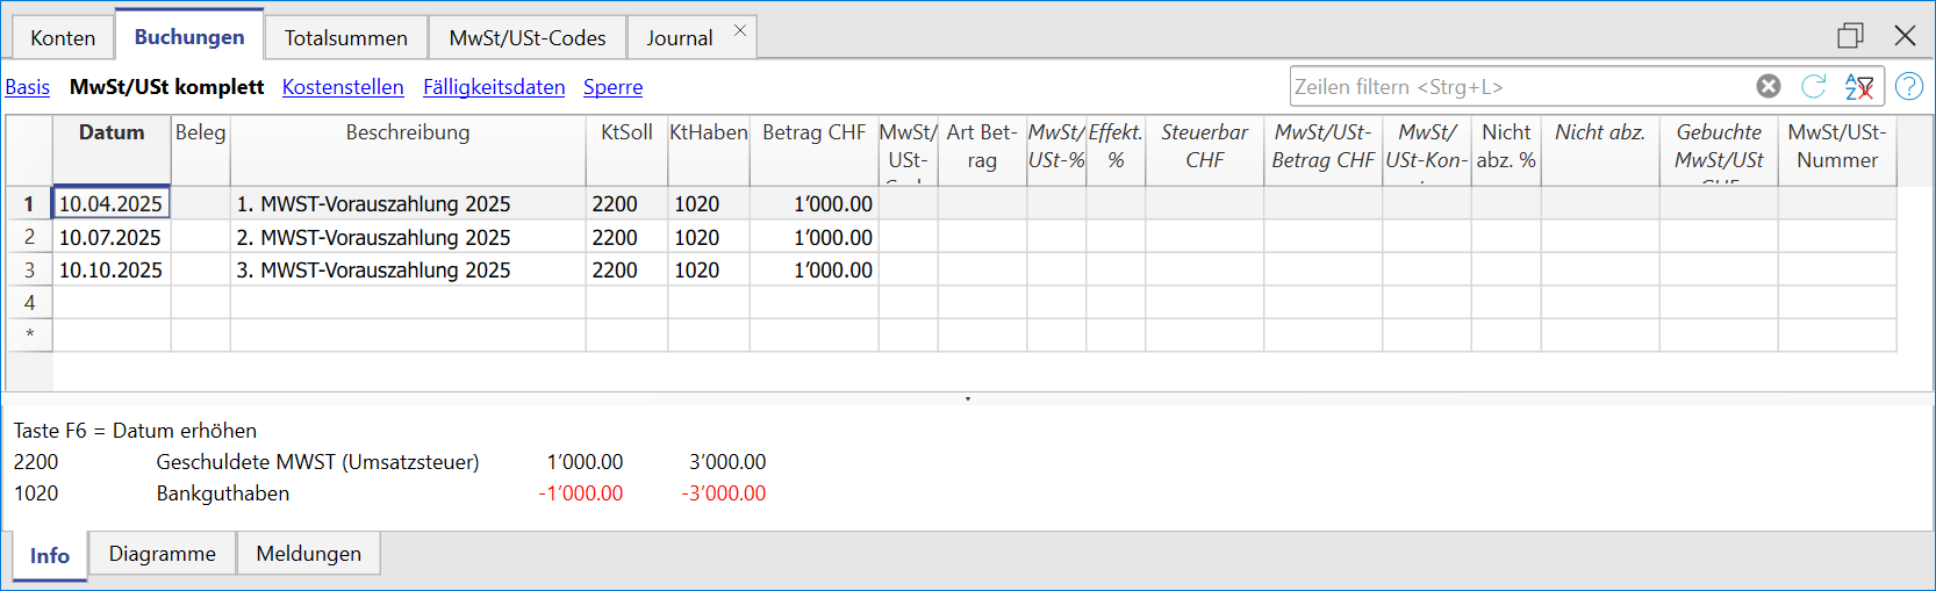 Konten Buchungen Totalsummen MwSt/USt-Codes Journal
Basis MwSt/USt komplett Kostenstellen Fälligkeitsdaten Sperre Zeilen filtern <Strg+L>
Datum Beleg Beschreibung KtSoll KtHaben Betrag CHF MwSt/ Art Bet- MwSt/ Effekt. Steuerbar MwSt/USt- MwSt/ Nicht Nicht abz. Gebuchte MwSt/USt-
USt- rag USt-% % CHF Betrag CHF USt-Kon- abz. % MwSt/USt Nummer
1 10.04.2025 1. MWST-Vorauszahlung 2025 2200 1020 1’000.00
2 10.07.2025 2. MWST-Vorauszahlung 2025 2200 1020 1’000.00
3 10.10.2025 3. MWST-Vorauszahlung 2025 2200 1020 1’000.00
4
*
Taste F6 = Datum erhöhen
2200 Geschuldete MWST (Umsatzsteuer) 1’000.00 3’000.00
1020 Bankguthaben -1’000.00 -3’000.00
Info Diagramme Meldungen